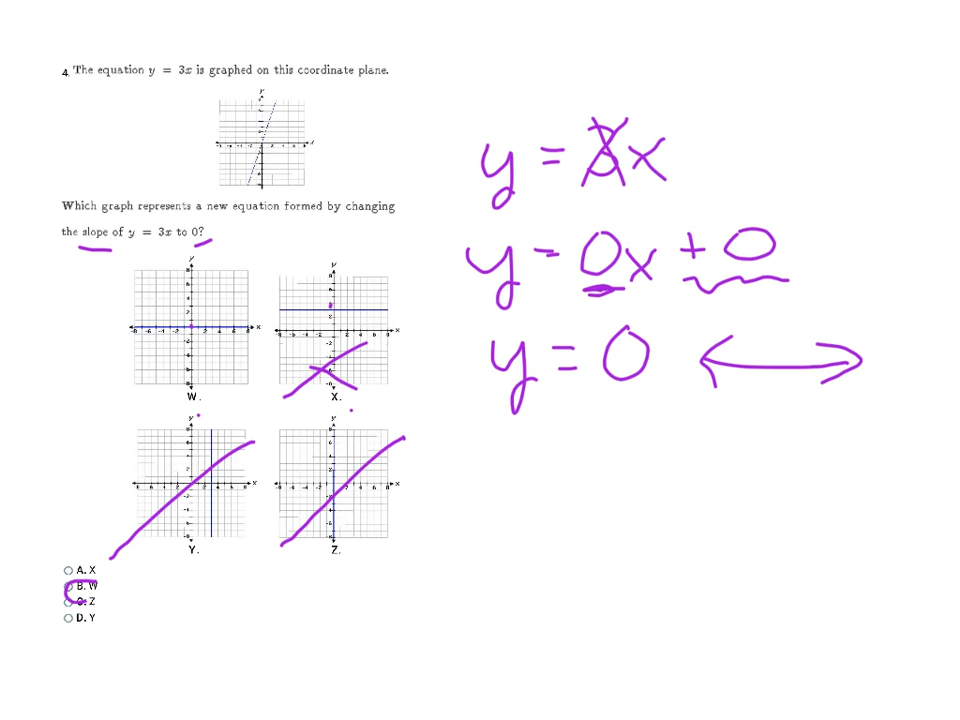 4. The equation y = 3x is graphed on this coordinate plane.
Which graph represents a new equation formed by changing
the slope of y = 3x to 0?
W.
X.
Y.
Z.
A. X
B. W
C. Z
D. Y
y = 3x
y = 0x + 0
y = 0